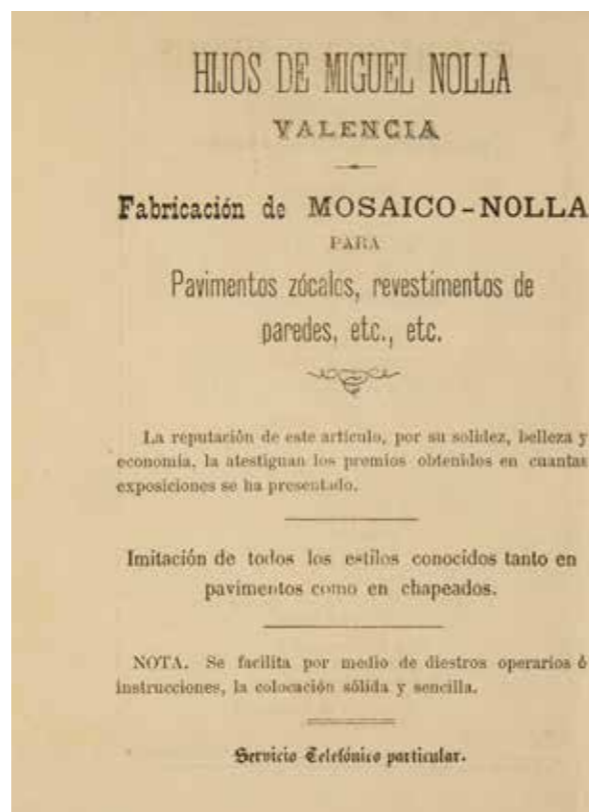 HIJOS DE MIGUEL NOLLA
VALENCIA
Fabricación de MOSAICO-NOLLA
PARA
Pavimentos zócalos, revestimentos de
paredes, etc., etc.
La reputación de este artículo, por su solidez, belleza y
economía, la atestiguan los premios obtenidos en cuantas
exposiciones se ha presentado.
Imitación de todos los estilos conocidos tanto en
pavimentos como en chapeados.
NOTA. Se facilita por medio de diestros operarios ó
instrucciones, la colocación sólida y sencilla.
Servicio Telefónico particular.